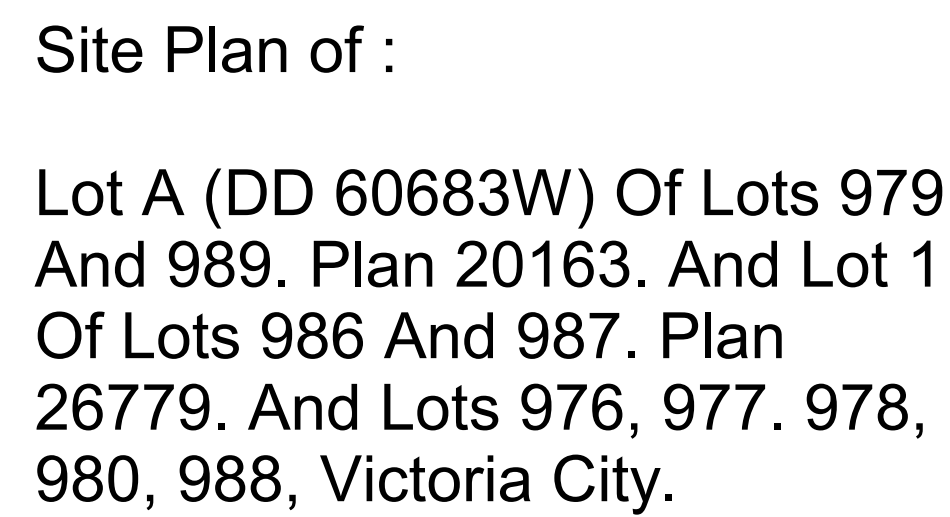 Site Plan of :
Lot A (DD 60683W) Of Lots 979
And 989. Plan 20163. And Lot 1
Of Lots 986 And 987. Plan
26779. And Lots 976, 977. 978,
980, 988, Victoria City.